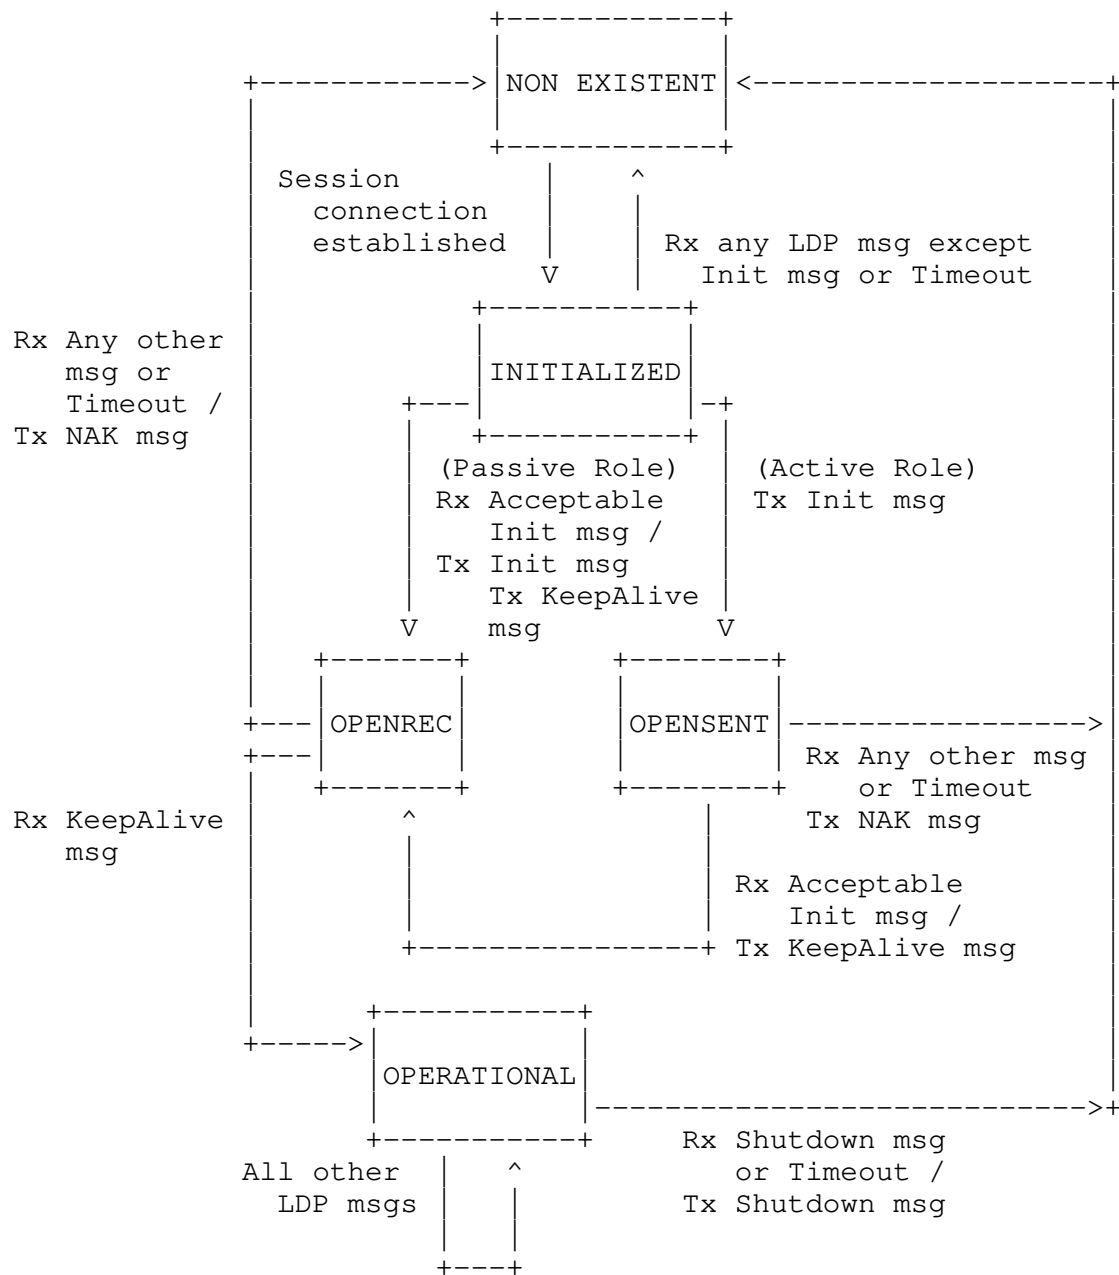 NON EXISTENT
Session
connection
established
Rx any LDP msg except
Init msg or Timeout
Rx Any other
msg or
Timeout /
Tx NAK msg
INITIALIZED
(Passive Role)
Rx Acceptable
Init msg /
Tx Init msg
Tx KeepAlive
msg
(Active Role)
Tx Init msg
OPENREC
OPENSENT
Rx Any other msg
or Timeout
Tx NAK msg
Rx KeepAlive
msg
Rx Acceptable
Init msg /
Tx KeepAlive msg
OPERATIONAL
Rx Shutdown msg
or Timeout /
Tx Shutdown msg
All other
LDP msgs